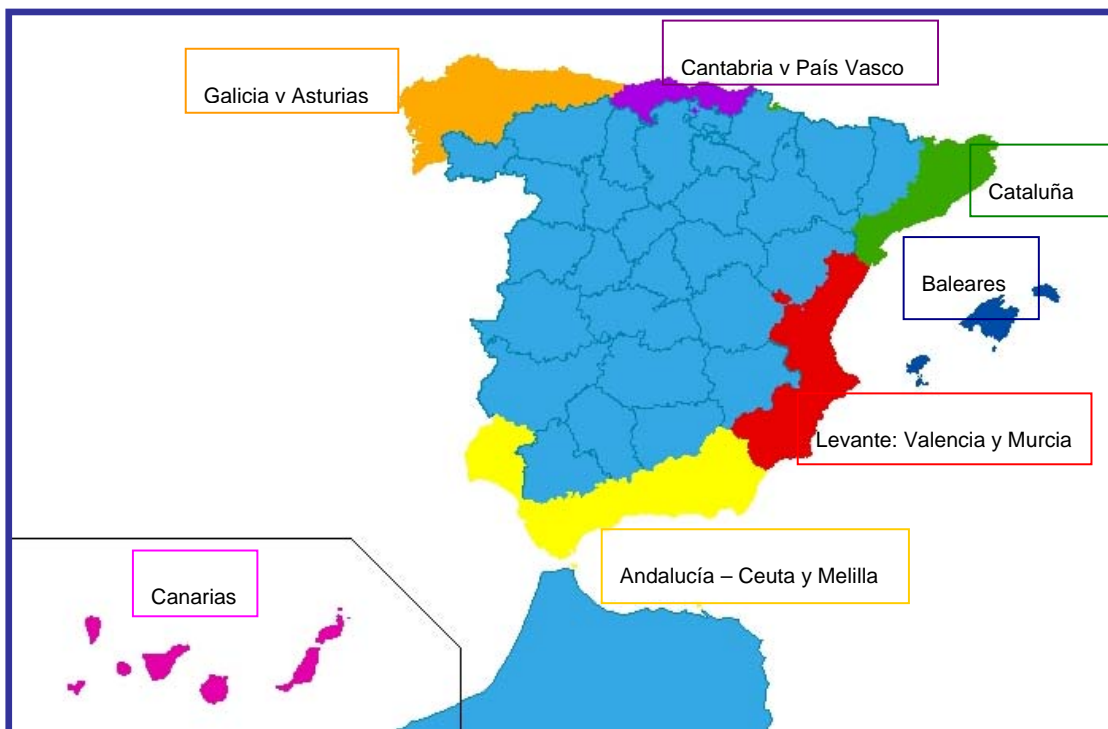 Cantabria v País Vasco
Galicia v Asturias
Cataluña
Baleares
Levante: Valencia y Murcia
Andalucía – Ceuta y Melilla
Canarias